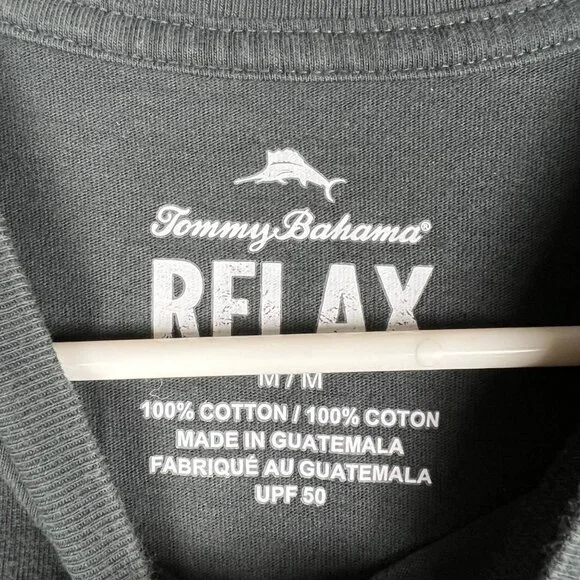 Tommy Bahama®
RELAX
M / M
100% COTTON / 100% COTON
MADE IN GUATEMALA
FABRIQUÉ AU GUATEMALA
UPF 50